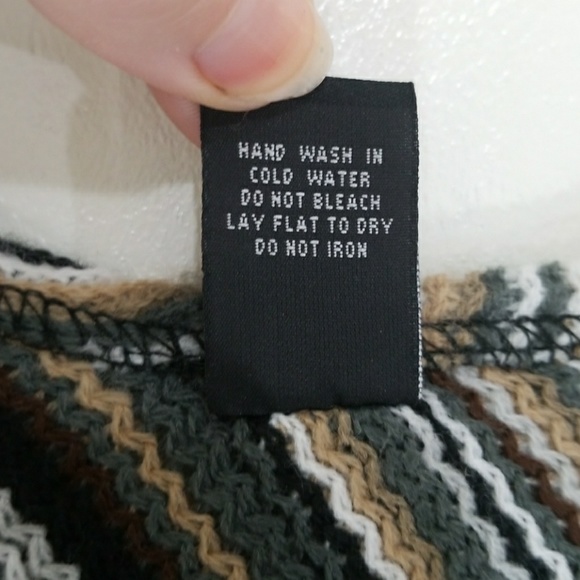 HAND WASH IN
COLD WATER
DO NOT BLEACH
LAY FLAT TO DRY
DO NOT IRON